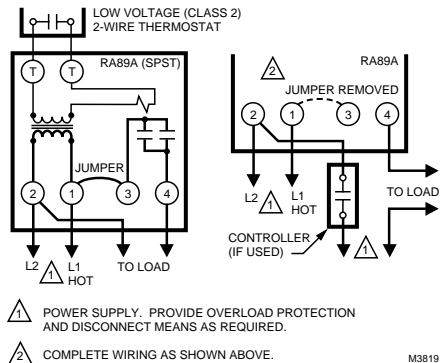 LOW VOLTAGE (CLASS 2)
2-WIRE THERMOSTAT
T T
RA89A (SPST)
JUMPER
2 1 3 4
L2 1 L1
HOT
TO LOAD
RA89A
2
JUMPER REMOVED
2 1 3 4
L2 1 L1
HOT
TO LOAD
CONTROLLER
(IF USED)
1
1 POWER SUPPLY. PROVIDE OVERLOAD PROTECTION
AND DISCONNECT MEANS AS REQUIRED.
2 COMPLETE WIRING AS SHOWN ABOVE.
M3819